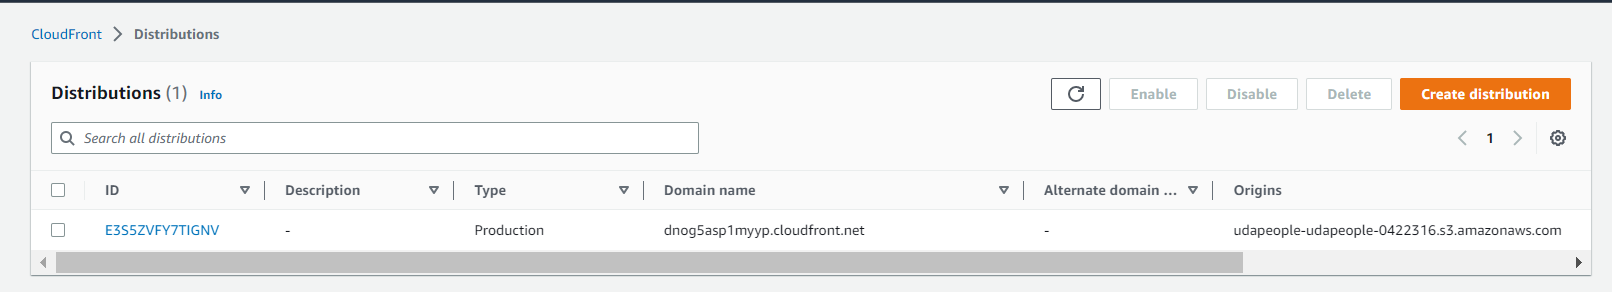 CloudFront > Distributions
Distributions (1) Info Enable Disable Delete Create distribution
Search all distributions 1
ID Description Type Domain name Alternate domain ... Origins
E3S5ZVFY7TIGNV - Production dnog5asp1myyp.cloudfront.net - udapeople-udapeople-0422316.s3.amazonaws.com